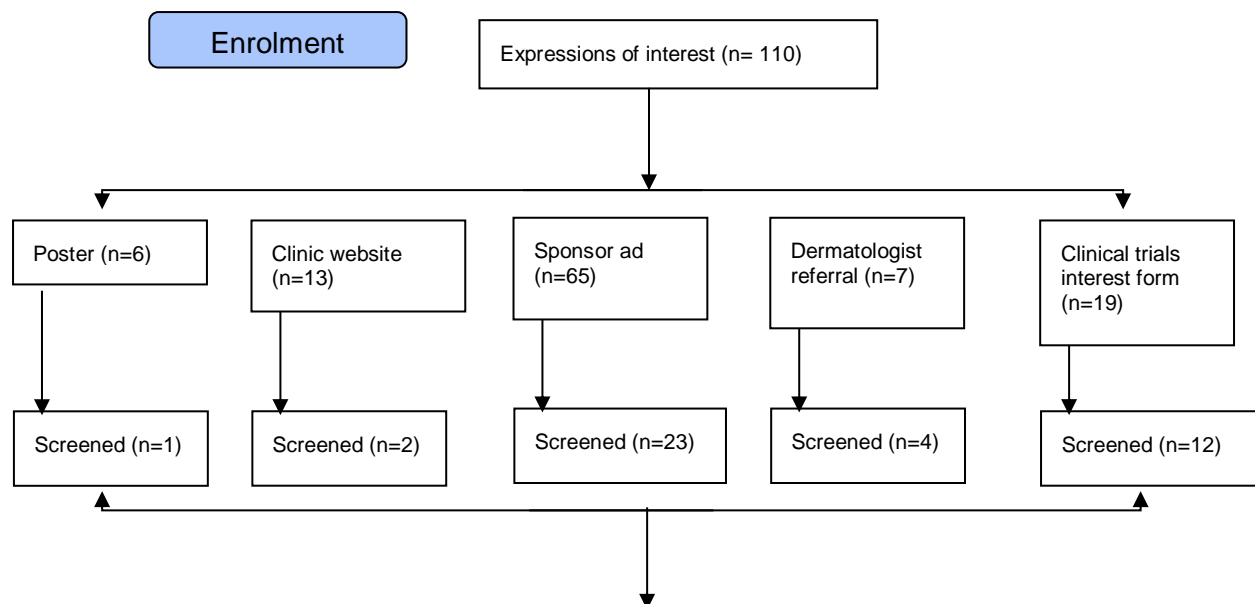 Enrolment
Expressions of interest (n= 110)
Poster (n=6)
Clinic website
(n=13)
Sponsor ad
(n=65)
Dermatologist
referral (n=7)
Clinical trials
interest form
(n=19)
Screened (n=1)
Screened (n=2)
Screened (n=23)
Screened (n=4)
Screened (n=12)